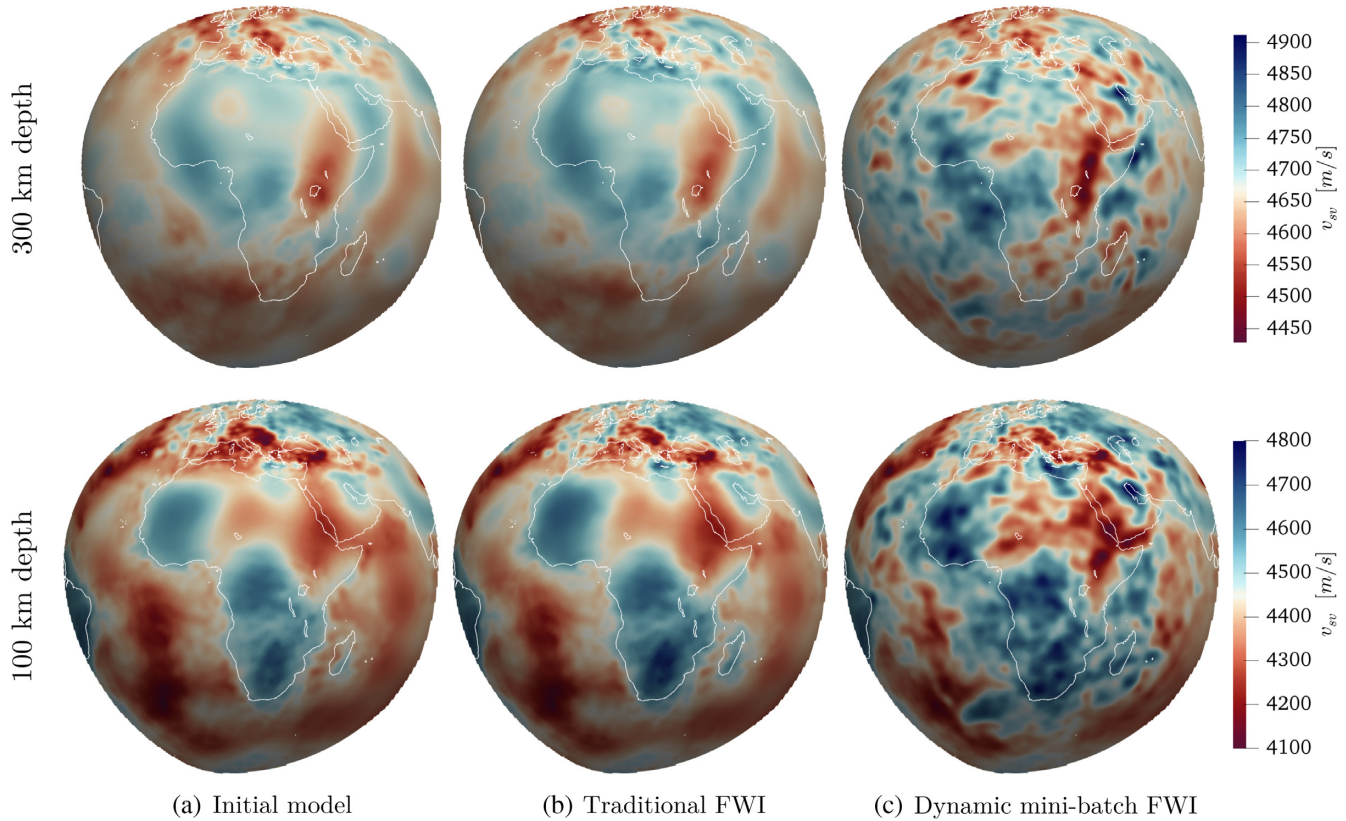 300 km depth
4900
4850
4800
4750
4700
4650
4600
4550
4500
4450
v_sv [m/s]
100 km depth
4800
4700
4600
4500
4400
4300
4200
4100
v_sv [m/s]
(a) Initial model
(b) Traditional FWI
(c) Dynamic mini-batch FWI